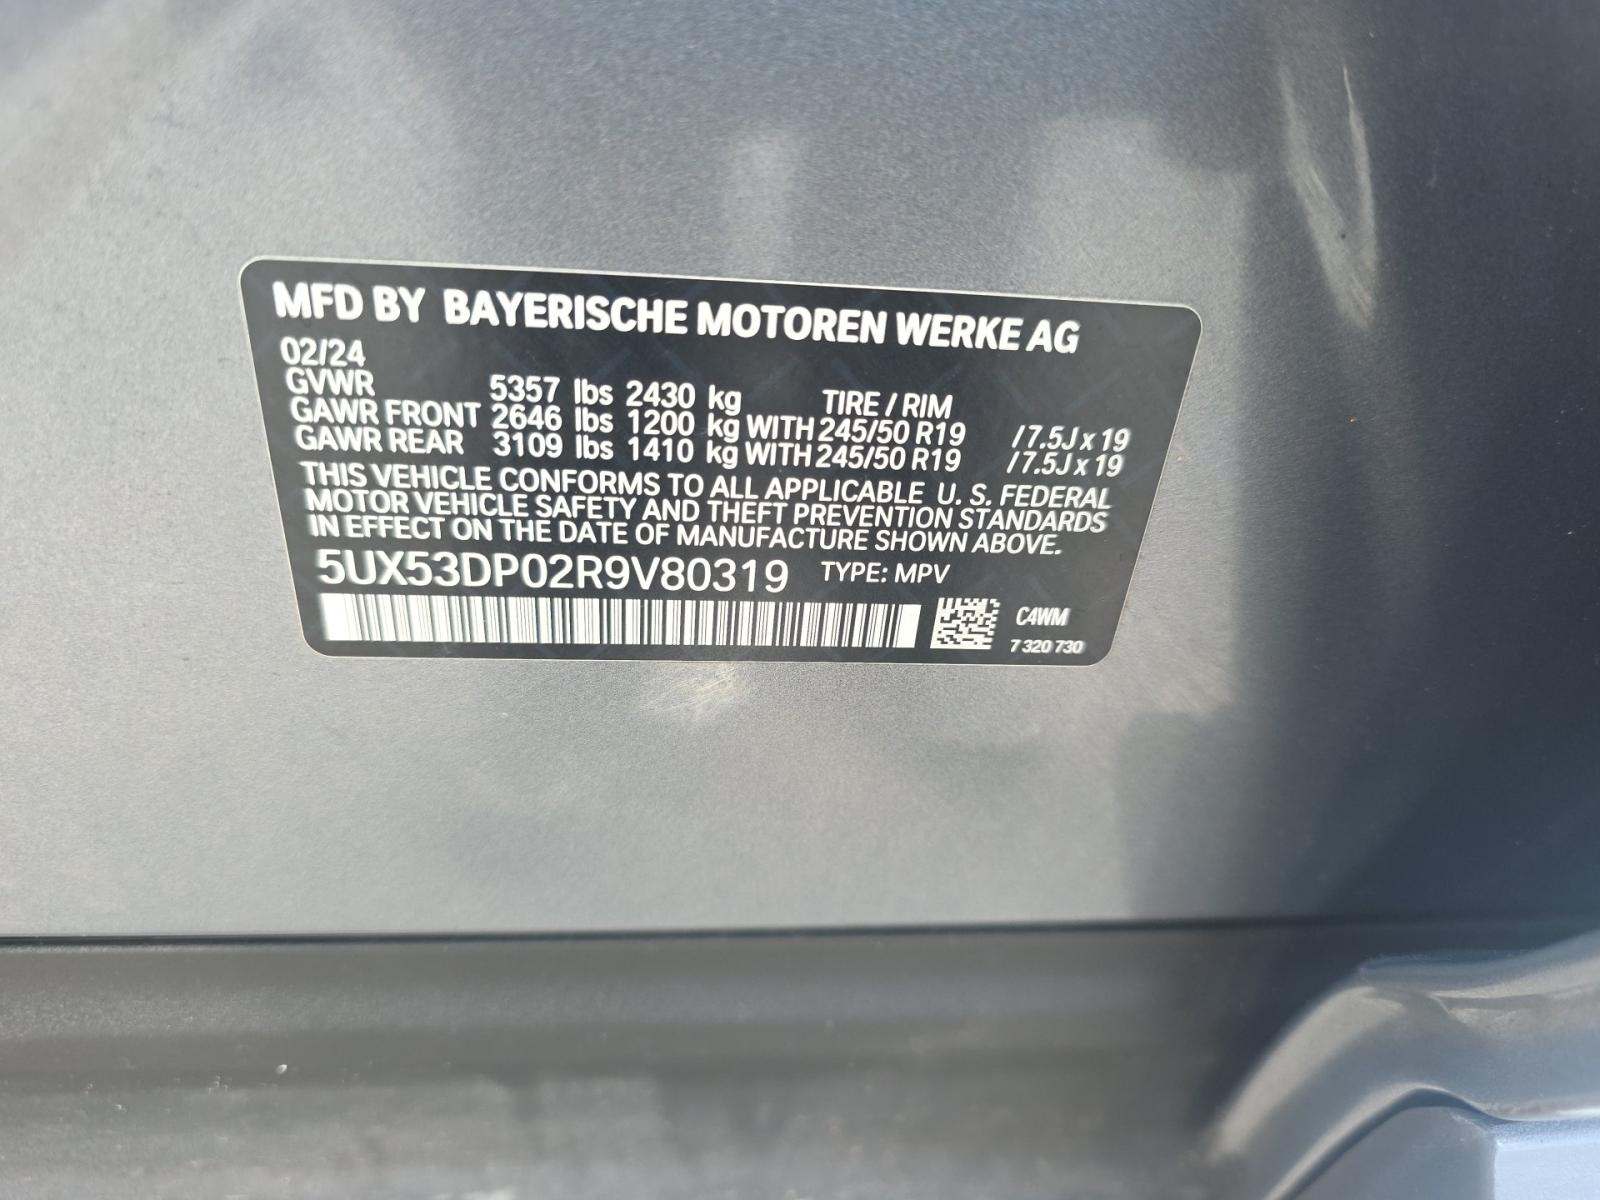 MFD BY BAYERISCHE MOTOREN WERKE AG
02/24
GVWR 5357 lbs 2430 kg TIRE / RIM
GAWR FRONT 2646 lbs 1200 kg WITH 245/50 R19 / 7.5J x 19
GAWR REAR 3109 lbs 1410 kg WITH 245/50 R19 / 7.5J x 19
THIS VEHICLE CONFORMS TO ALL APPLICABLE U. S. FEDERAL
MOTOR VEHICLE SAFETY AND THEFT PREVENTION STANDARDS
IN EFFECT ON THE DATE OF MANUFACTURE SHOWN ABOVE.
5UX53DP02R9V80319 TYPE: MPV
C4WM
7 320 730